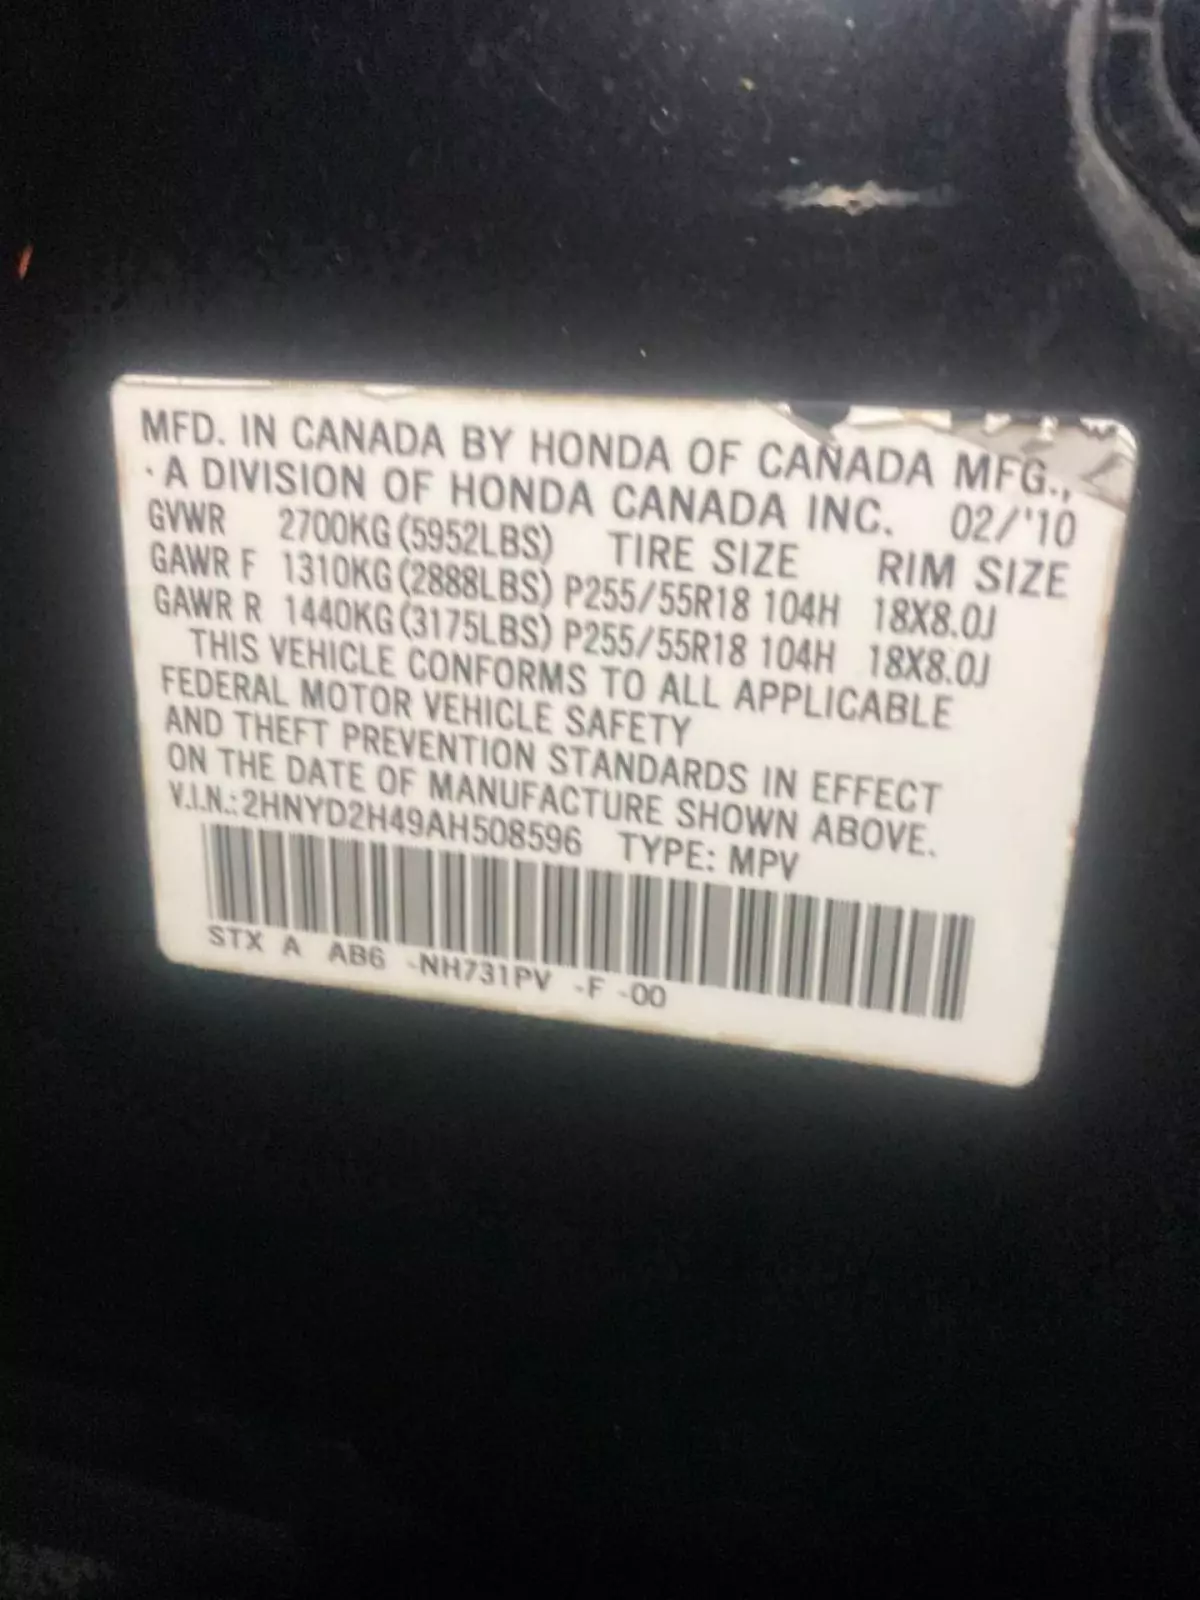 MFD. IN CANADA BY HONDA OF CANADA MFG.,
A DIVISION OF HONDA CANADA INC. 02/'10
GVWR 2700KG (5952LBS) TIRE SIZE RIM SIZE
GAWR F 1310KG (2888LBS) P255/55R18 104H 18X8.0J
GAWR R 1440KG (3175LBS) P255/55R18 104H 18X8.0J
THIS VEHICLE CONFORMS TO ALL APPLICABLE
FEDERAL MOTOR VEHICLE SAFETY
AND THEFT PREVENTION STANDARDS IN EFFECT
ON THE DATE OF MANUFACTURE SHOWN ABOVE.
V.I.N.: 2HNYD2H49AH508596 TYPE: MPV
STX A AB6 -NH731PV -F -00